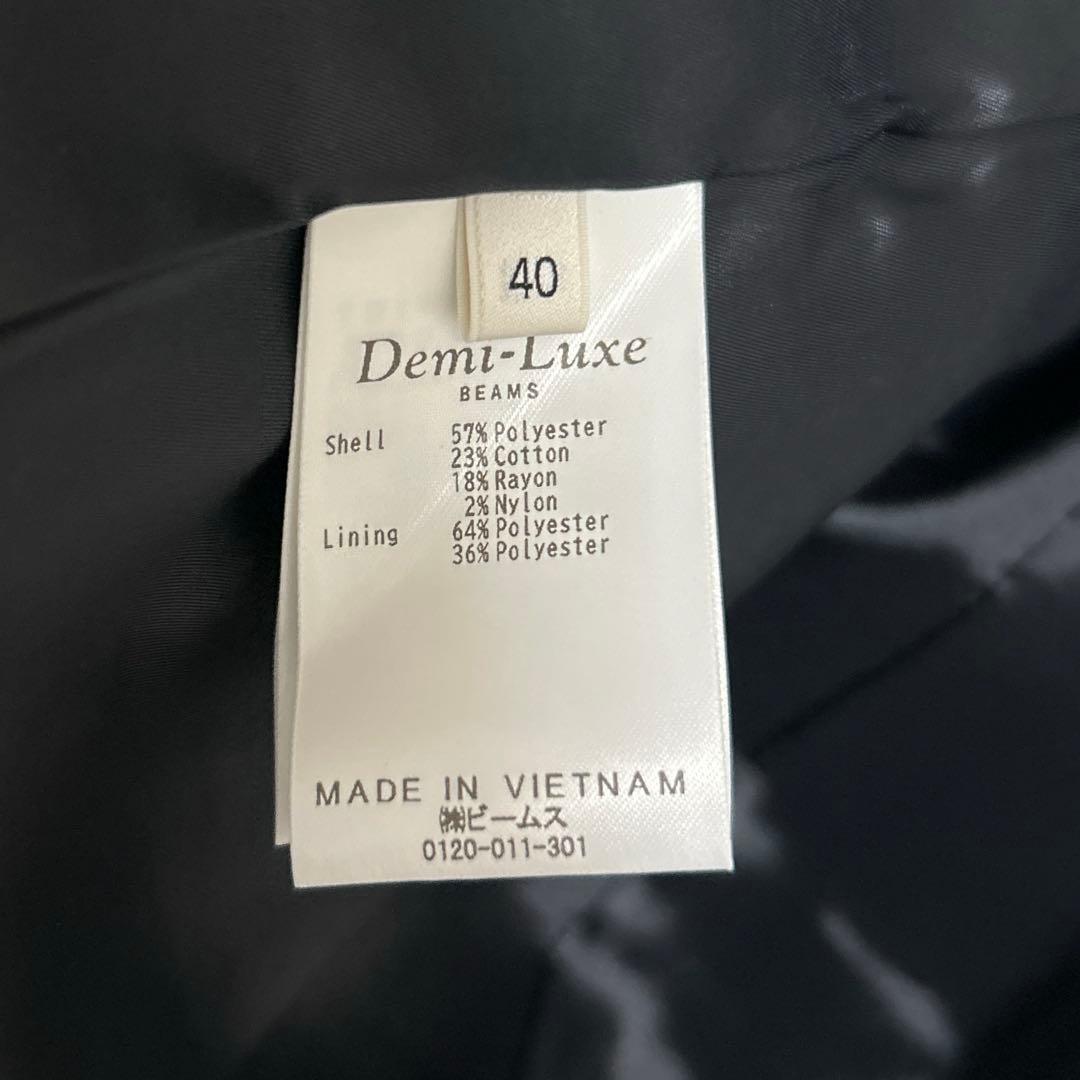 40
Demi-Luxe
BEAMS
Shell 57% Polyester
23% Cotton
18% Rayon
2% Nylon
Lining 64% Polyester
36% Polyester
MADE IN VIETNAM
㈱ビームス
0120-011-301